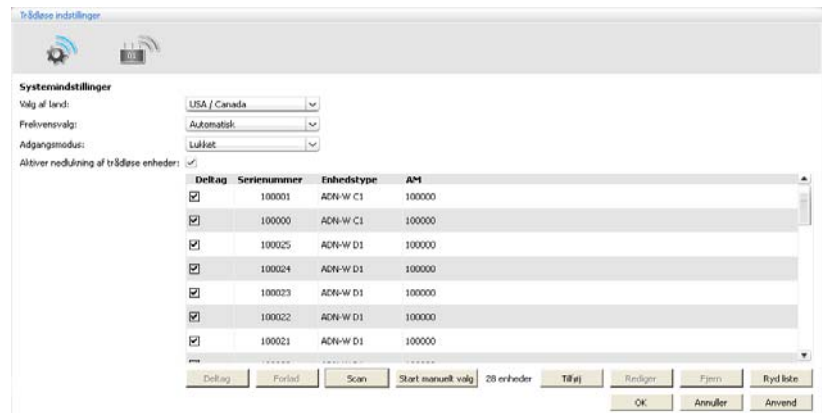 Trådløse indstillinger
Systemindstillinger
Valg af land: USA / Canada
Frekvensvalg: Automatisk
Adgangsmodus: Lukket
Aktiver nedlukning af trådløse enheder:
Deltag Serienummer Enhedstype AM
100001 ADN-W C1 100000
100000 ADN-W C1 100000
100025 ADN-W D1 100000
100024 ADN-W D1 100000
100023 ADN-W D1 100000
100022 ADN-W D1 100000
100021 ADN-W D1 100000
Deltag Forlad Scan Start manuelt valg 28 enheder Tilføj Rediger Fjern Ryd liste
OK Annuller Anvend